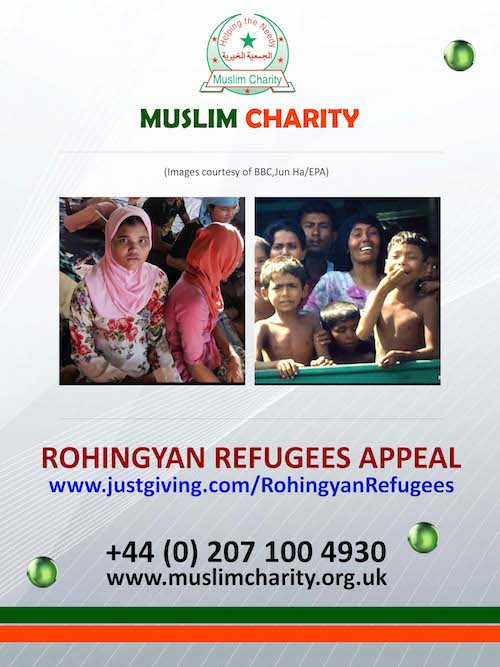 Helping the Needy
الجمعية الخيرية
Muslim Charity
MUSLIM CHARITY
(Images courtesy of BBC,Jun Ha/EPA)
ROHINGYAN REFUGEES APPEAL
www.justgiving.com/RohingyanRefugees
+44 (0) 207 100 4930
www.muslimcharity.org.uk